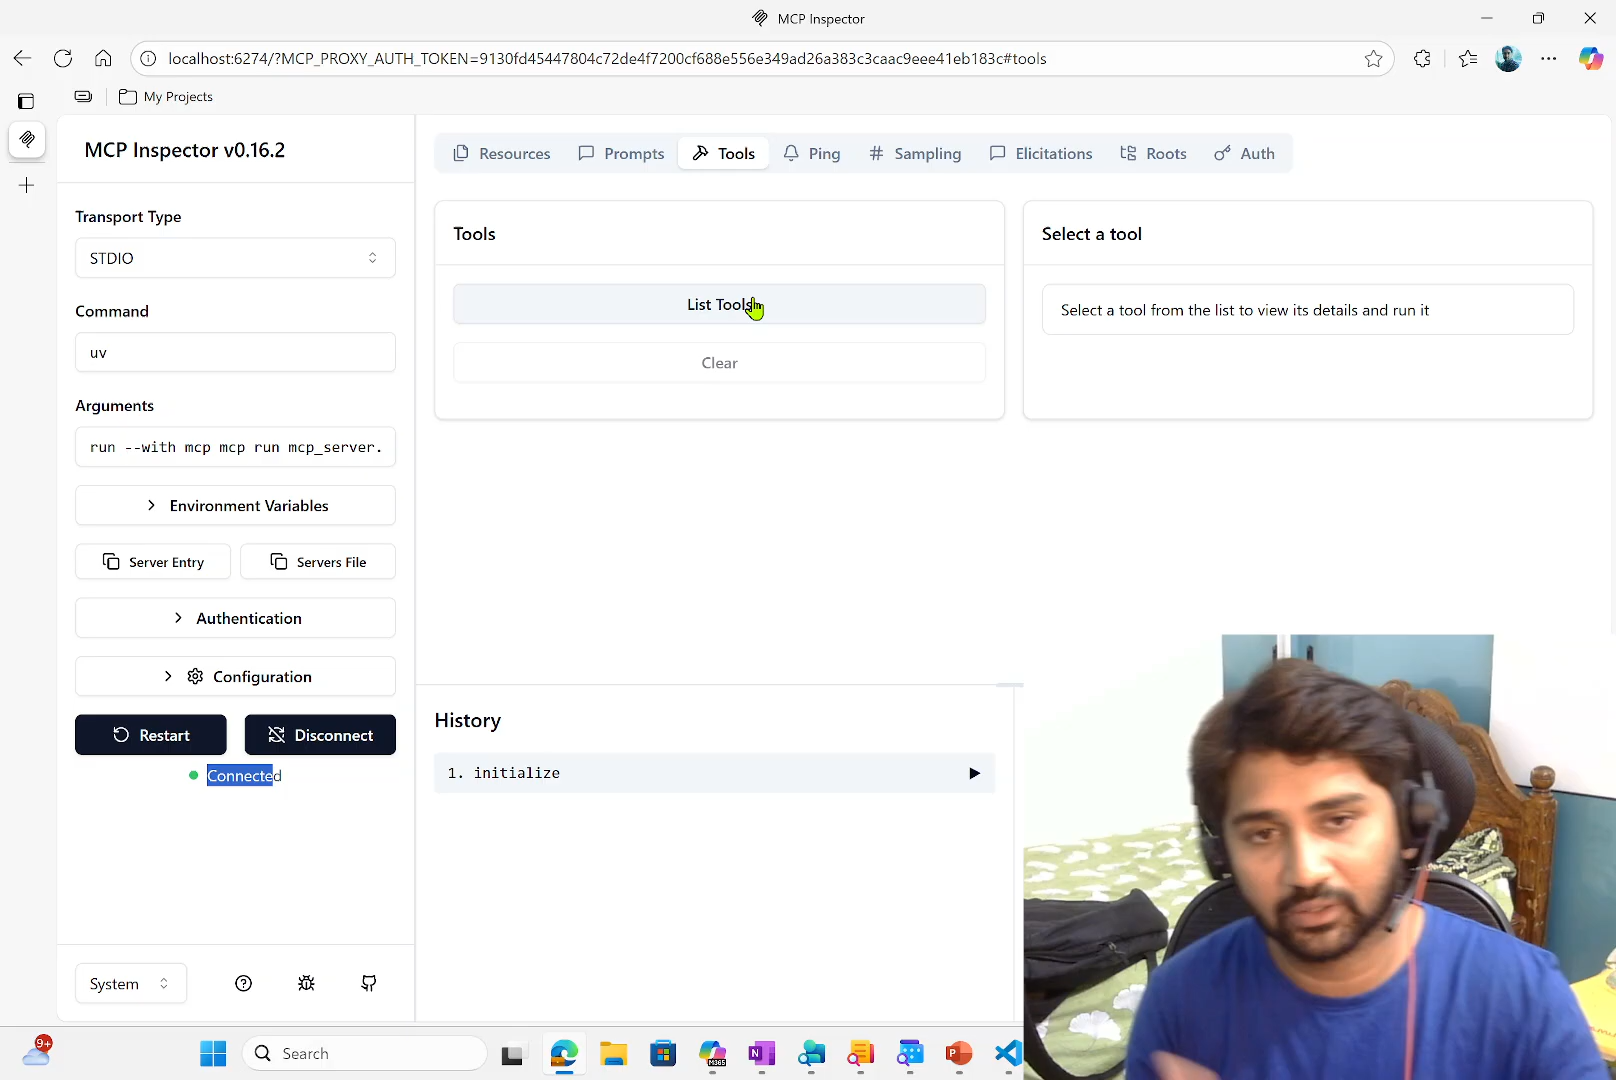 MCP Inspector
localhost:6274/?MCP_PROXY_AUTH_TOKEN=9130fd45447804c72de4f7200cf688e556e349ad26a383c3caac9eee41eb183c#tools
My Projects
MCP Inspector v0.16.2
Resources Prompts Tools Ping Sampling Elicitations Roots Auth
Transport Type
STDIO
Command
uv
Arguments
run --with mcp mcp run mcp_server.
Environment Variables
Server Entry Servers File
Authentication
Configuration
Restart Disconnect
Connected
System
Tools
List Tools
Clear
Select a tool
Select a tool from the list to view its details and run it
History
1. initialize
9+
Search
M365